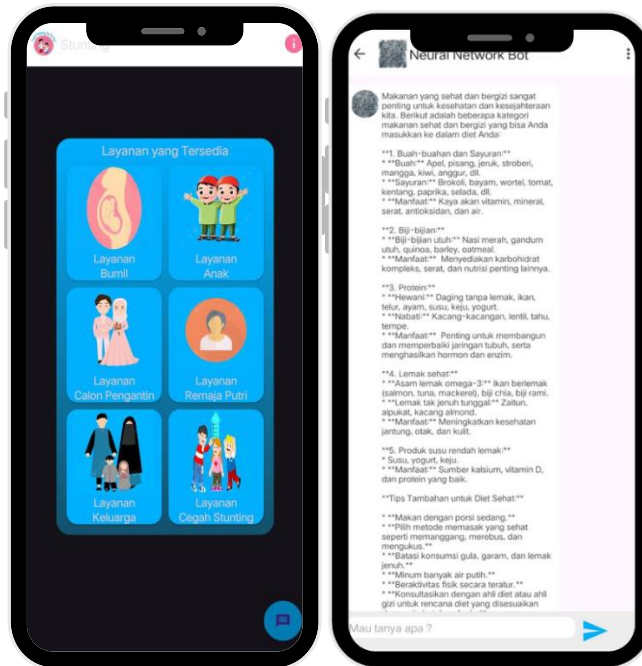 Stunting
Layanan yang Tersedia
Layanan
Bumil
Layanan
Anak
Layanan
Calon Pengantin
Layanan
Remaja Putri
Layanan
Keluarga
Layanan
Cegah Stunting
Neural Network Bot
Makanan yang sehat dan bergizi sangat
penting untuk kesehatan dan kesejahteraan
kita. Berikut adalah beberapa kategori
makanan sehat dan bergizi yang bisa Anda
masukkan ke dalam diet Anda:
**1. Buah-buahan dan Sayuran:**
* **Buah:** Apel, pisang, jeruk, stroberi,
mangga, kiwi, anggur, dll.
* **Sayuran:** Brokoli, bayam, wortel, tomat,
kentang, paprika, selada, dll.
* **Manfaat:** Kaya akan vitamin, mineral,
serat, antioksidan, dan air.
**2. Biji-bijian:**
* **Biji-bijian utuh:** Nasi merah, gandum
utuh, quinoa, barley, oatmeal.
* **Manfaat:** Menyediakan karbohidrat
kompleks, serat, dan nutrisi penting lainnya.
**3. Protein:**
* **Hewani:** Daging tanpa lemak, ikan,
telur, ayam, susu, keju, yogurt.
* **Nabati:** Kacang-kacangan, lentil, tahu,
tempe.
* **Manfaat:** Penting untuk membangun
dan memperbaiki jaringan tubuh, serta
menghasilkan hormon dan enzim.
**4. Lemak sehat:**
* **Asam lemak omega-3:** Ikan berlemak
(salmon, tuna, mackerel), biji chia, biji rami.
* **Lemak tak jenuh tunggal:** Zaitun,
alpukat, kacang almond.
* **Manfaat:** Meningkatkan kesehatan
jantung, otak, dan kulit.
**5. Produk susu rendah lemak:**
* Susu, yogurt, keju.
* **Manfaat:** Sumber kalsium, vitamin D,
dan protein yang baik.
**Tips Tambahan untuk Diet Sehat:**
* **Makan dengan porsi sedang.**
* **Pilih metode memasak yang sehat
seperti memanggang, merebus, dan
mengukus.**
* **Batasi konsumsi gula, garam, dan lemak
jenuh.**
* **Minum banyak air putih.**
* **Beraktivitas fisik secara teratur.**
* **Konsultasikan dengan ahli diet atau ahli
gizi untuk rencana diet yang disesuaikan
Mau tanya apa ?